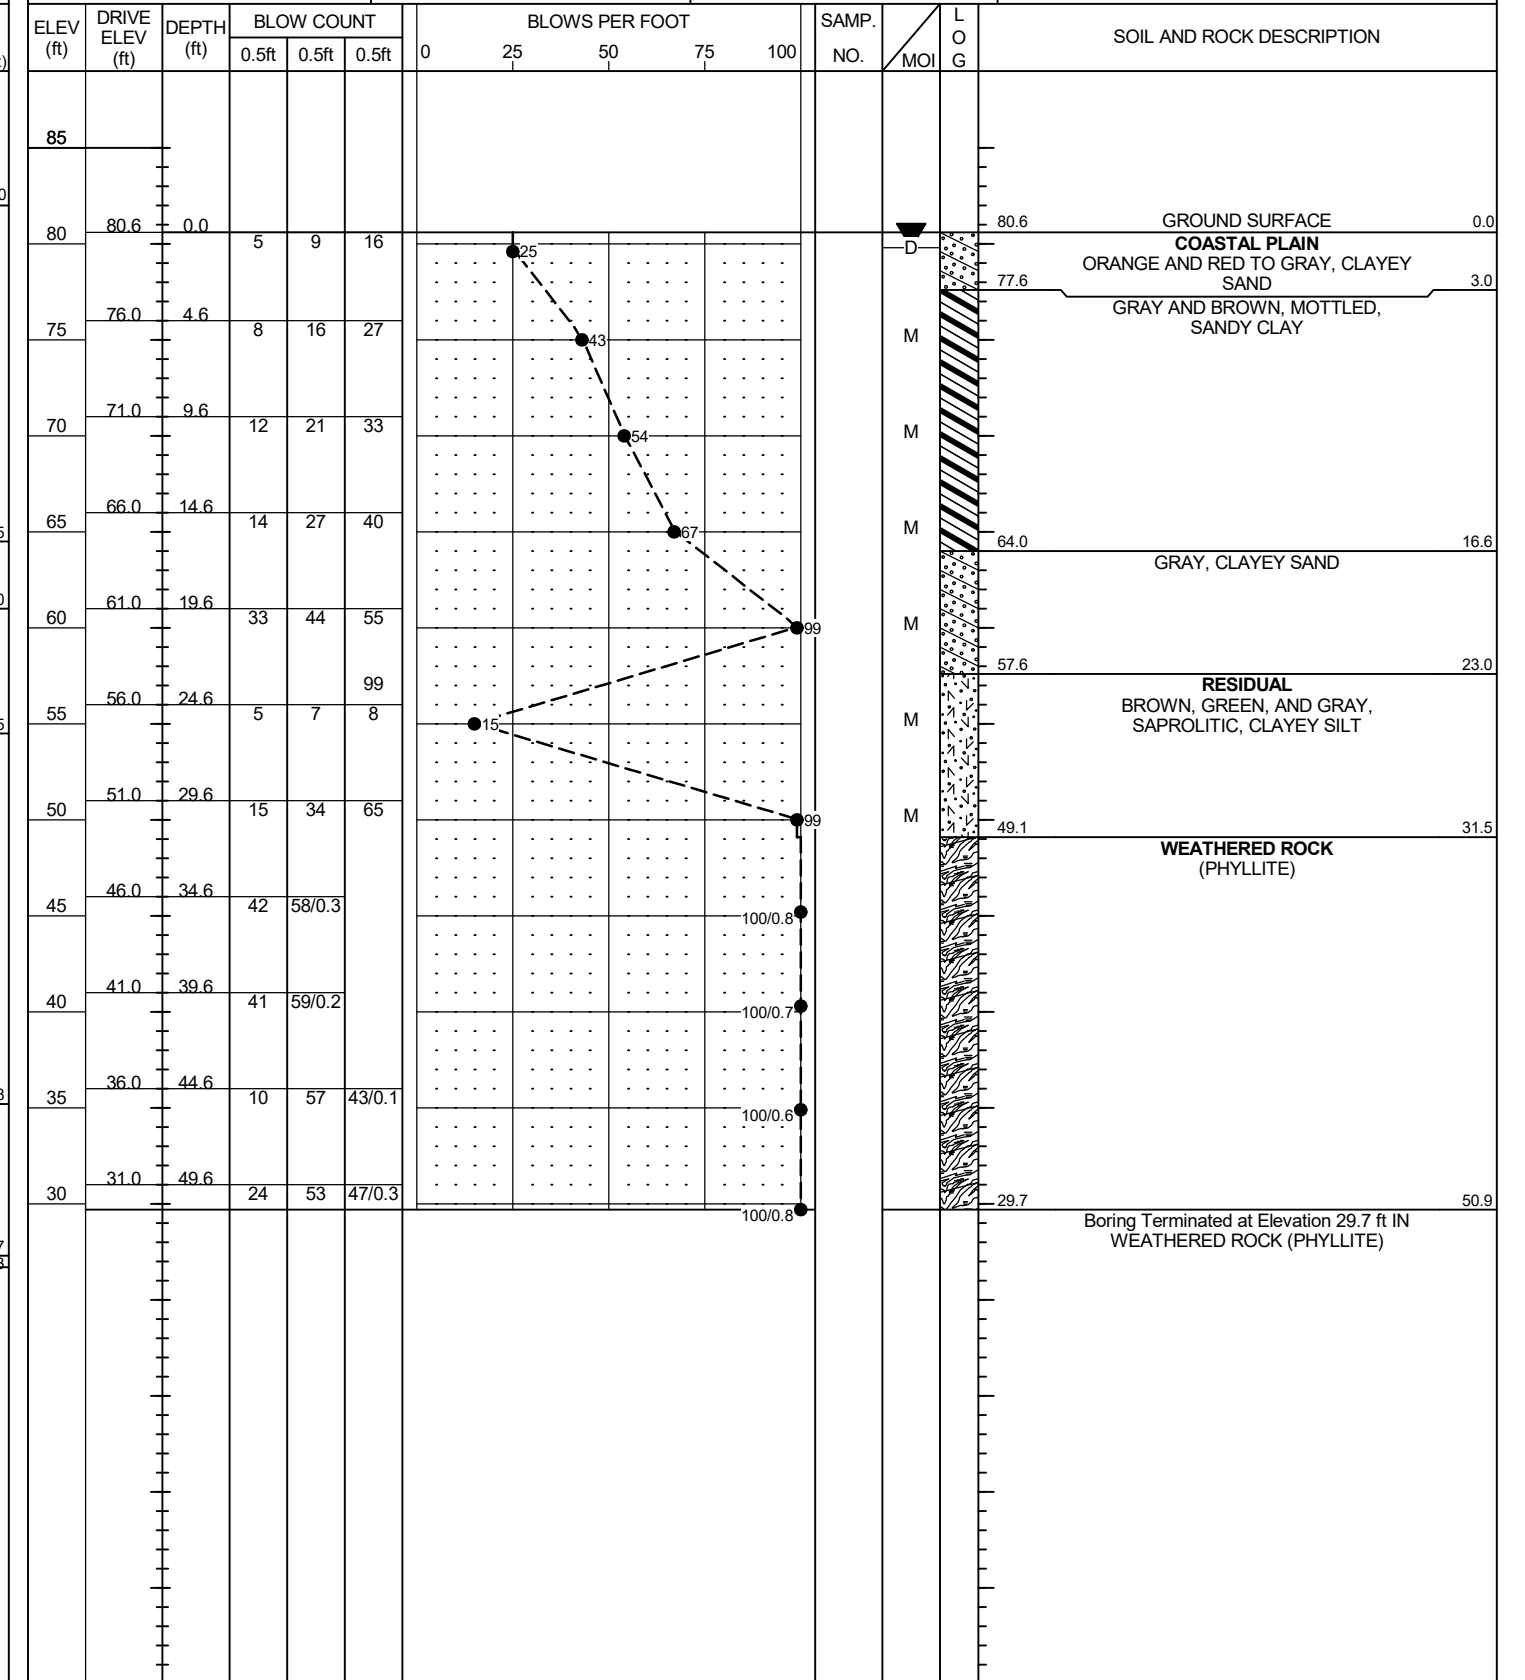 ELEV (ft) DRIVE ELEV (ft) DEPTH (ft) BLOW COUNT 0.5ft 0.5ft 0.5ft BLOWS PER FOOT 0 25 50 75 100 SAMP. NO. MOI L O G SOIL AND ROCK DESCRIPTION
85
80.6 0.0 80.6 GROUND SURFACE 0.0
80 5 9 16 25 D COASTAL PLAIN
ORANGE AND RED TO GRAY, CLAYEY
SAND
77.6 3.0
76.0 4.6 GRAY AND BROWN, MOTTLED,
SANDY CLAY
75 8 16 27 43 M
71.0 9.6
70 12 21 33 54 M
66.0 14.6
65 14 27 40 67 M
64.0 16.6
GRAY, CLAYEY SAND
61.0 19.6
60 33 44 55 99 M
57.6 23.0
99 RESIDUAL
56.0 24.6 BROWN, GREEN, AND GRAY,
SAPROLITIC, CLAYEY SILT
55 5 7 8 15 M
51.0 29.6
50 15 34 65 99 M
49.1 31.5
WEATHERED ROCK
(PHYLLITE)
46.0 34.6
45 42 58/0.3 100/0.8
41.0 39.6
40 41 59/0.2 100/0.7
36.0 44.6
35 10 57 43/0.1 100/0.6
31.0 49.6
30 24 53 47/0.3 100/0.8
29.7 50.9
Boring Terminated at Elevation 29.7 ft IN
WEATHERED ROCK (PHYLLITE)